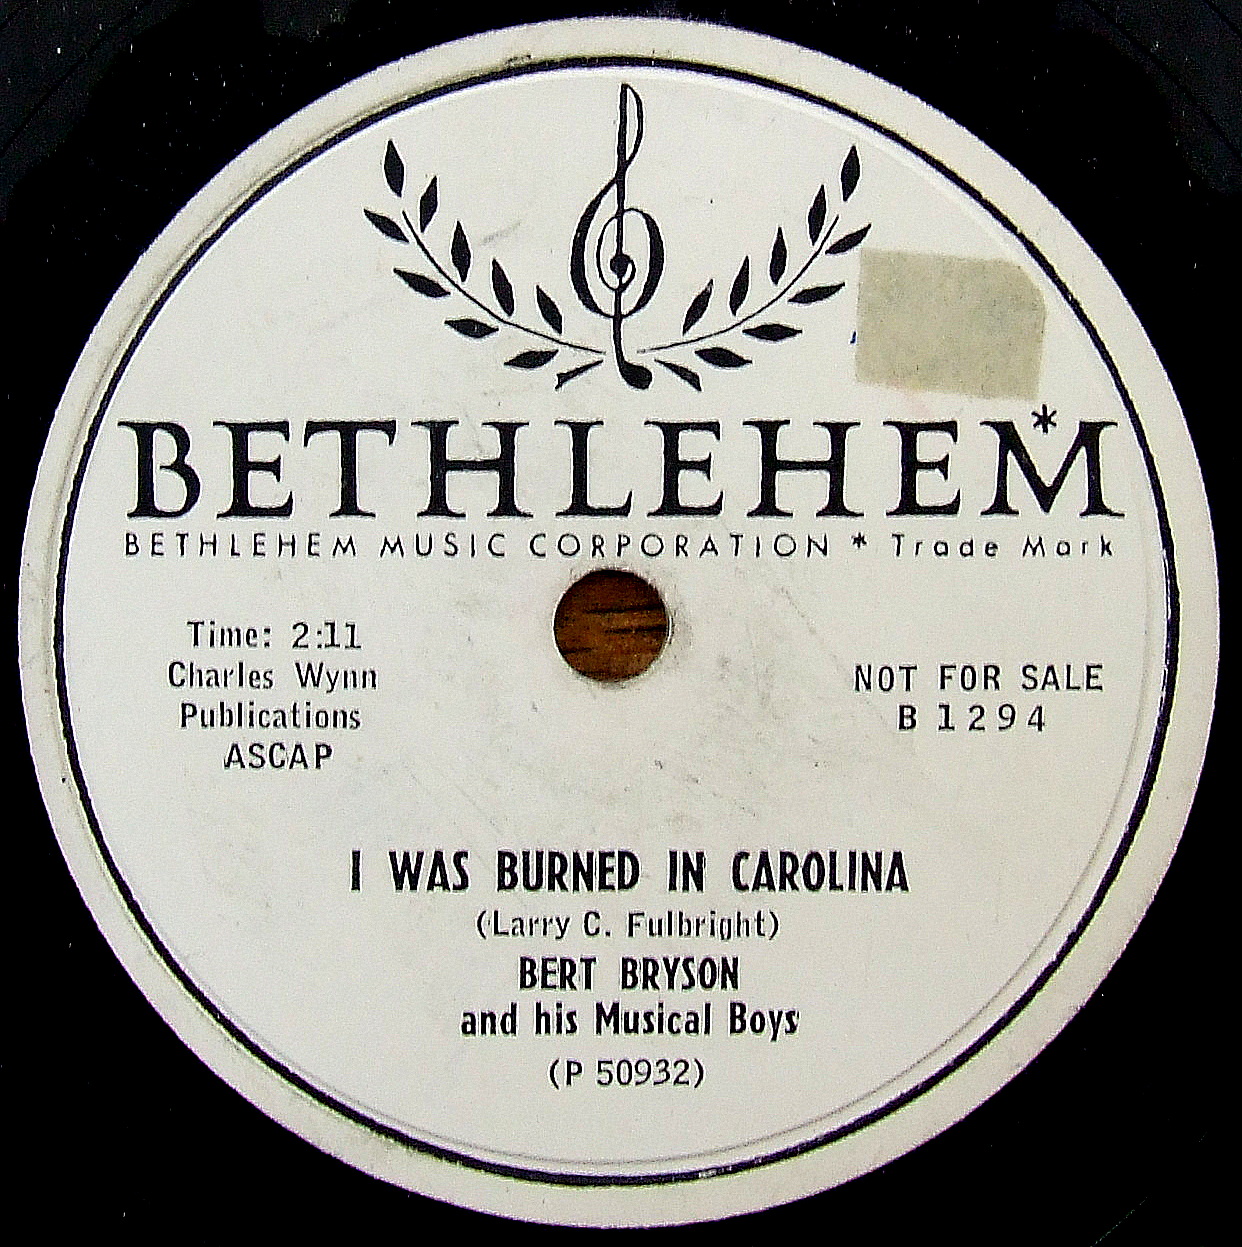 BETHLEHEM*
BETHLEHEM MUSIC CORPORATION * Trade Mark
Time: 2:11
Charles Wynn
Publications
ASCAP
NOT FOR SALE
B 1294
I WAS BURNED IN CAROLINA
(Larry C. Fulbright)
BERT BRYSON
and his Musical Boys
(P 50932)